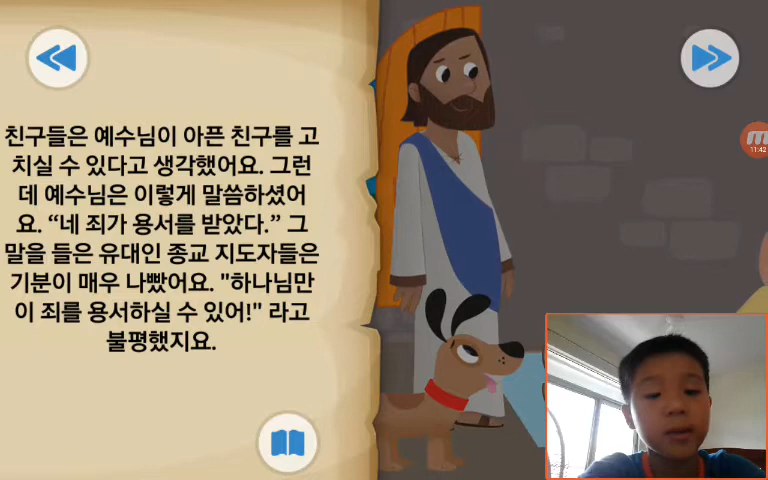 친구들은 예수님이 아픈 친구를 고
치실 수 있다고 생각했어요. 그런
데 예수님은 이렇게 말씀하셨어
요. “네 죄가 용서를 받았다.” 그
말을 들은 유대인 종교 지도자들은
기분이 매우 나빴어요. "하나님만
이 죄를 용서하실 수 있어!" 라고
불평했지요.
11:42